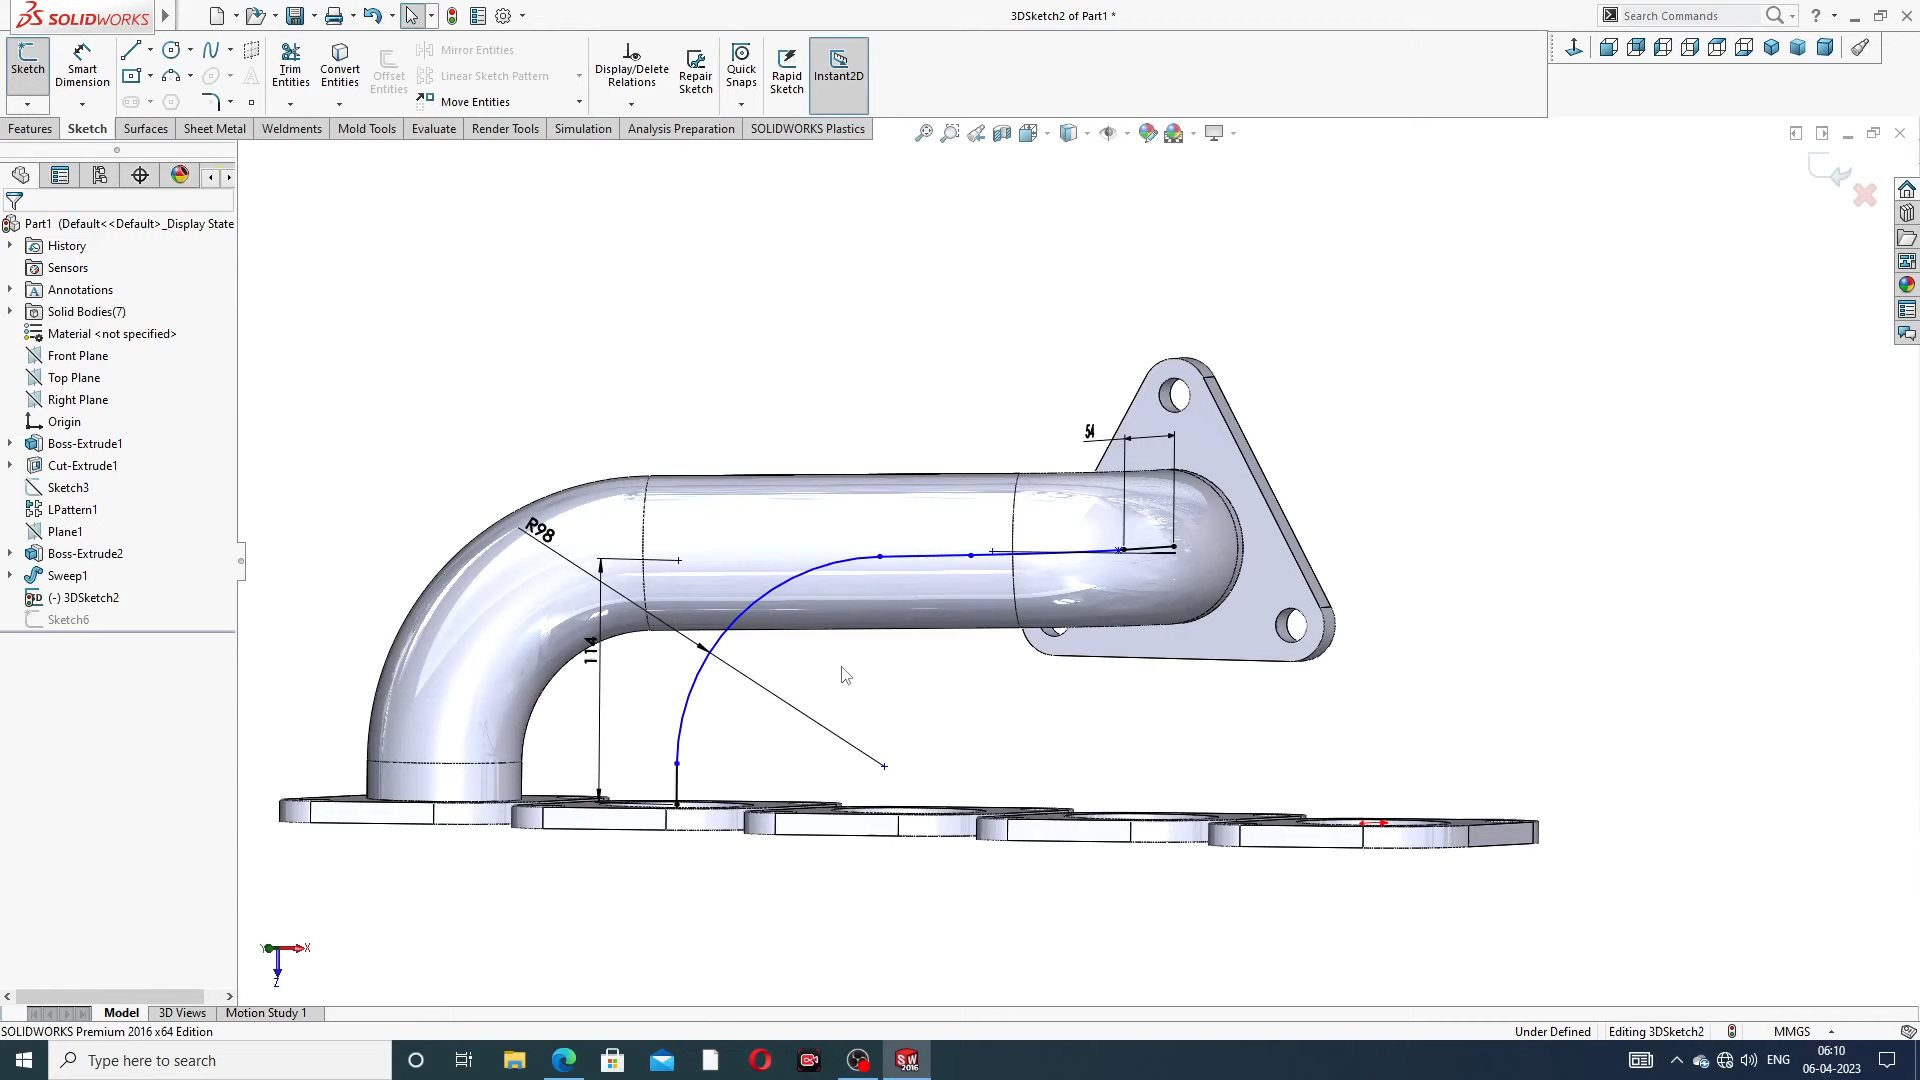 SOLIDWORKS
3DSketch2 of Part1 *
Search Commands
Sketch
Smart Dimension
Trim Entities
Convert Entities
Offset Entities
Mirror Entities
Linear Sketch Pattern
Move Entities
Display/Delete Relations
Repair Sketch
Quick Snaps
Rapid Sketch
Instant2D
Features
Sketch
Surfaces
Sheet Metal
Weldments
Mold Tools
Evaluate
Render Tools
Simulation
Analysis Preparation
SOLIDWORKS Plastics
Part1 (Default<<Default>_Display State
History
Sensors
Annotations
Solid Bodies(7)
Material <not specified>
Front Plane
Top Plane
Right Plane
Origin
Boss-Extrude1
Cut-Extrude1
Sketch3
LPattern1
Plane1
Boss-Extrude2
Sweep1
(-) 3DSketch2
Sketch6
54
R98
114
Y
X
Z
Model
3D Views
Motion Study 1
SOLIDWORKS Premium 2016 x64 Edition
Under Defined
Editing 3DSketch2
MMGS
Type here to search
SW
2016
ENG
06:10
06-04-2023